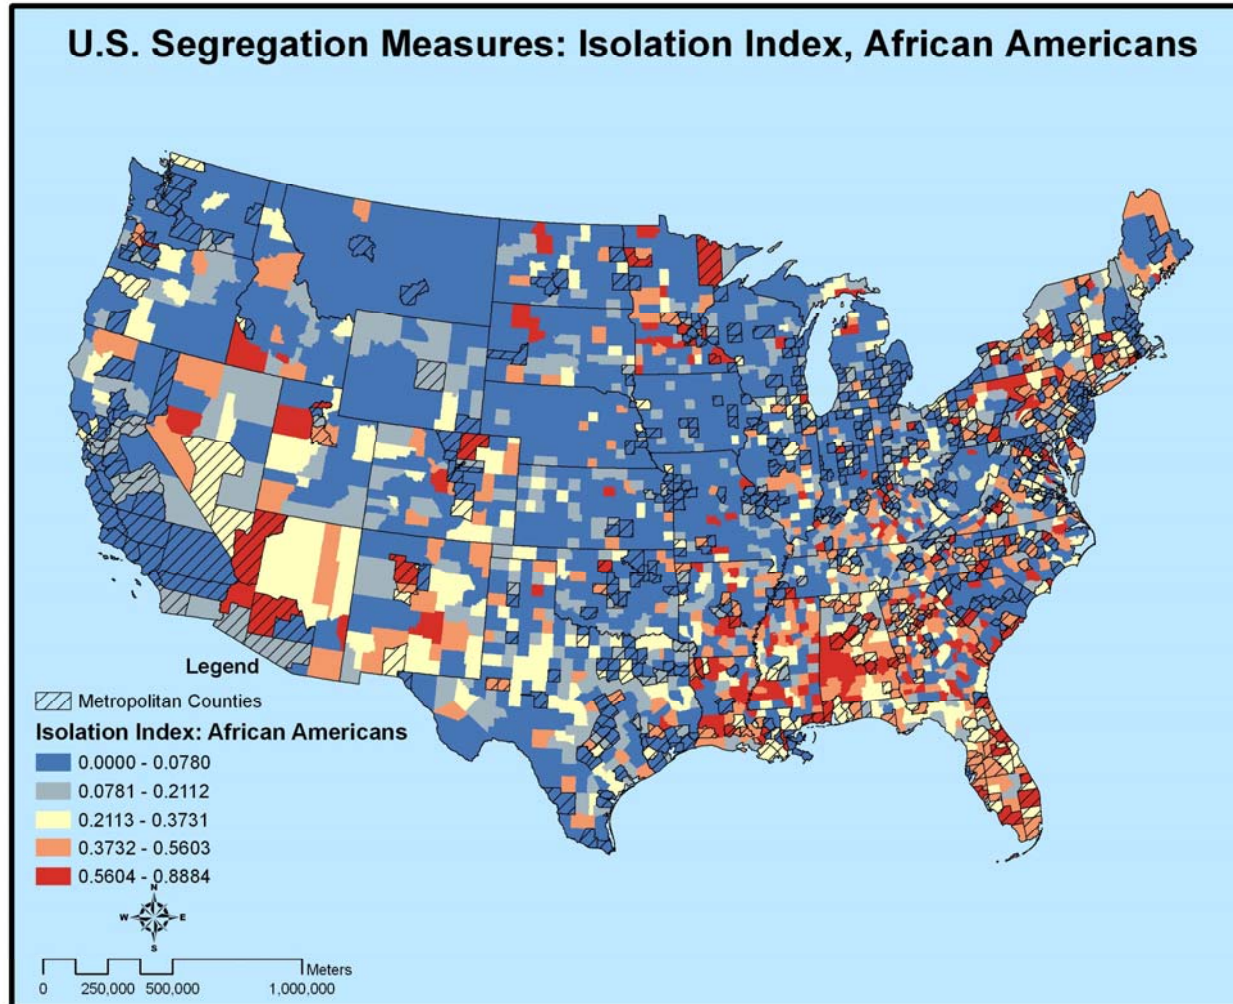 U.S. Segregation Measures: Isolation Index, African Americans
Legend
Metropolitan Counties
Isolation Index: African Americans
0.0000 - 0.0780
0.0781 - 0.2112
0.2113 - 0.3731
0.3732 - 0.5603
0.5604 - 0.8884
N
W E
S
Meters
0 250,000 500,000 1,000,000